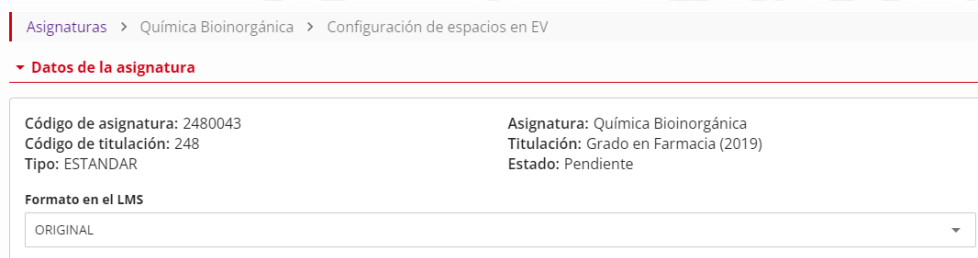 Asignaturas > Química Bioinorgánica > Configuración de espacios en EV
Datos de la asignatura
Código de asignatura: 2480043
Asignatura: Química Bioinorgánica
Código de titulación: 248
Titulación: Grado en Farmacia (2019)
Tipo: ESTANDAR
Estado: Pendiente
Formato en el LMS
ORIGINAL